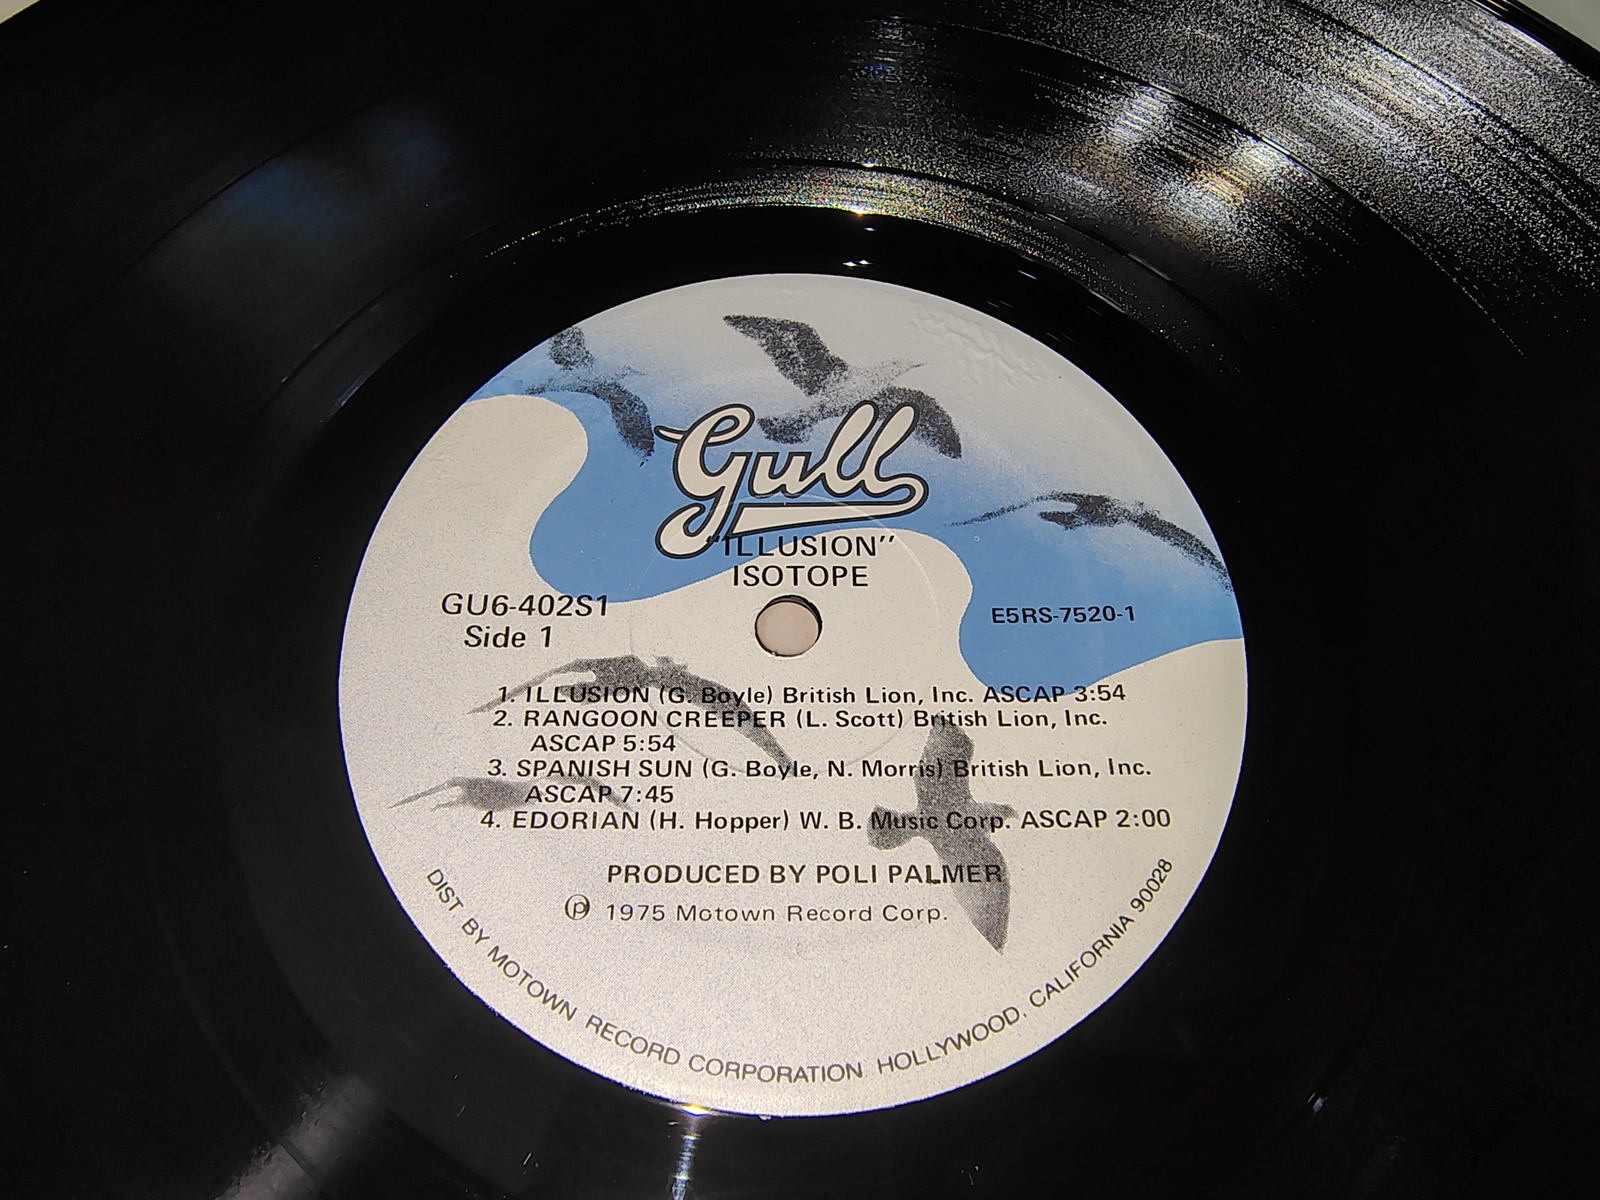 Gull
"ILLUSION"
ISOTOPE
GU6-402S1
Side 1
E5RS-7520-1
1. ILLUSION (G. Boyle) British Lion, Inc. ASCAP 3:54
2. RANGOON CREEPER (L. Scott) British Lion, Inc.
ASCAP 5:54
3. SPANISH SUN (G. Boyle, N. Morris) British Lion, Inc.
ASCAP 7:45
4. EDORIAN (H. Hopper) W. B. Music Corp. ASCAP 2:00
PRODUCED BY POLI PALMER
℗ 1975 Motown Record Corp.
DIST. BY MOTOWN RECORD CORPORATION HOLLYWOOD, CALIFORNIA 90028